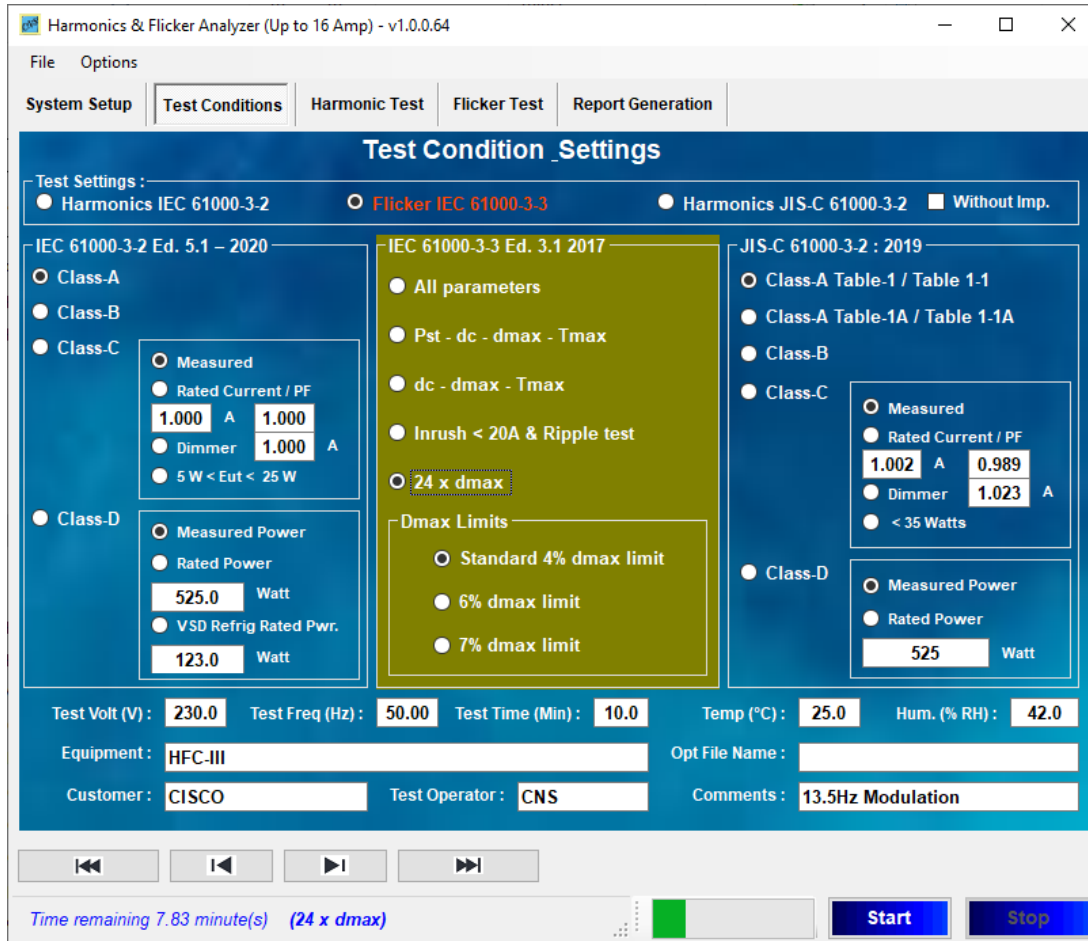 Harmonics & Flicker Analyzer (Up to 16 Amp) - v1.0.0.64
File Options
System Setup Test Conditions Harmonic Test Flicker Test Report Generation
Test Condition _Settings
Test Settings :
Harmonics IEC 61000-3-2 Flicker IEC 61000-3-3 Harmonics JIS-C 61000-3-2 Without Imp.
IEC 61000-3-2 Ed. 5.1 – 2020
Class-A
Class-B
Class-C
Measured
Rated Current / PF
1.000 A 1.000
Dimmer 1.000 A
5 W < Eut < 25 W
Class-D
Measured Power
Rated Power
525.0 Watt
VSD Refrig Rated Pwr.
123.0 Watt
IEC 61000-3-3 Ed. 3.1 2017
All parameters
Pst - dc - dmax - Tmax
dc - dmax - Tmax
Inrush < 20A & Ripple test
24 x dmax
Dmax Limits
Standard 4% dmax limit
6% dmax limit
7% dmax limit
JIS-C 61000-3-2 : 2019
Class-A Table-1 / Table 1-1
Class-A Table-1A / Table 1-1A
Class-B
Class-C
Measured
Rated Current / PF
1.002 A 0.989
Dimmer 1.023 A
< 35 Watts
Class-D
Measured Power
Rated Power
525 Watt
Test Volt (V) : 230.0 Test Freq (Hz) : 50.00 Test Time (Min) : 10.0 Temp (°C) : 25.0 Hum. (% RH) : 42.0
Equipment : HFC-III Opt File Name :
Customer : CISCO Test Operator : CNS Comments : 13.5Hz Modulation
Time remaining 7.83 minute(s) (24 x dmax) Start Stop